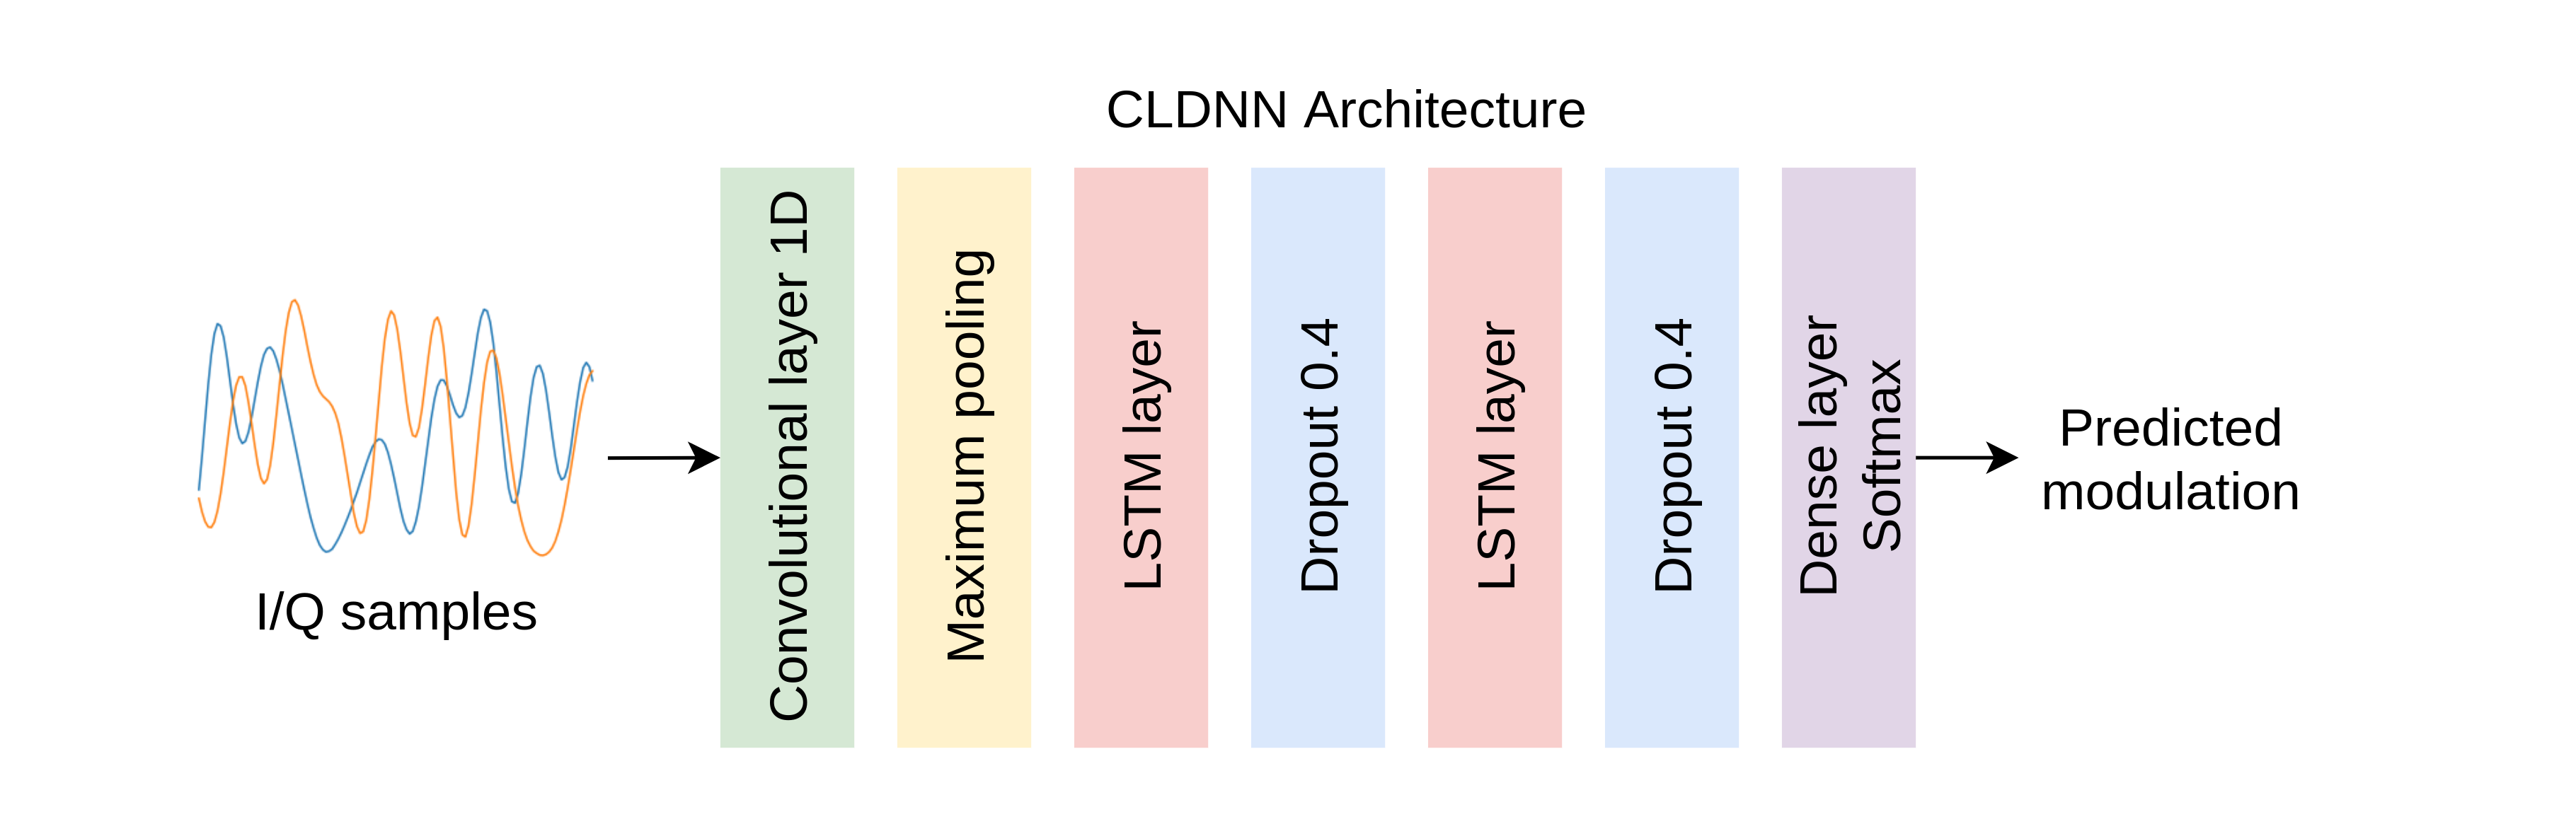 CLDNN Architecture
I/Q samples
Convolutional layer 1D
Maximum pooling
LSTM layer
Dropout 0.4
LSTM layer
Dropout 0.4
Dense layer
Softmax
Predicted
modulation